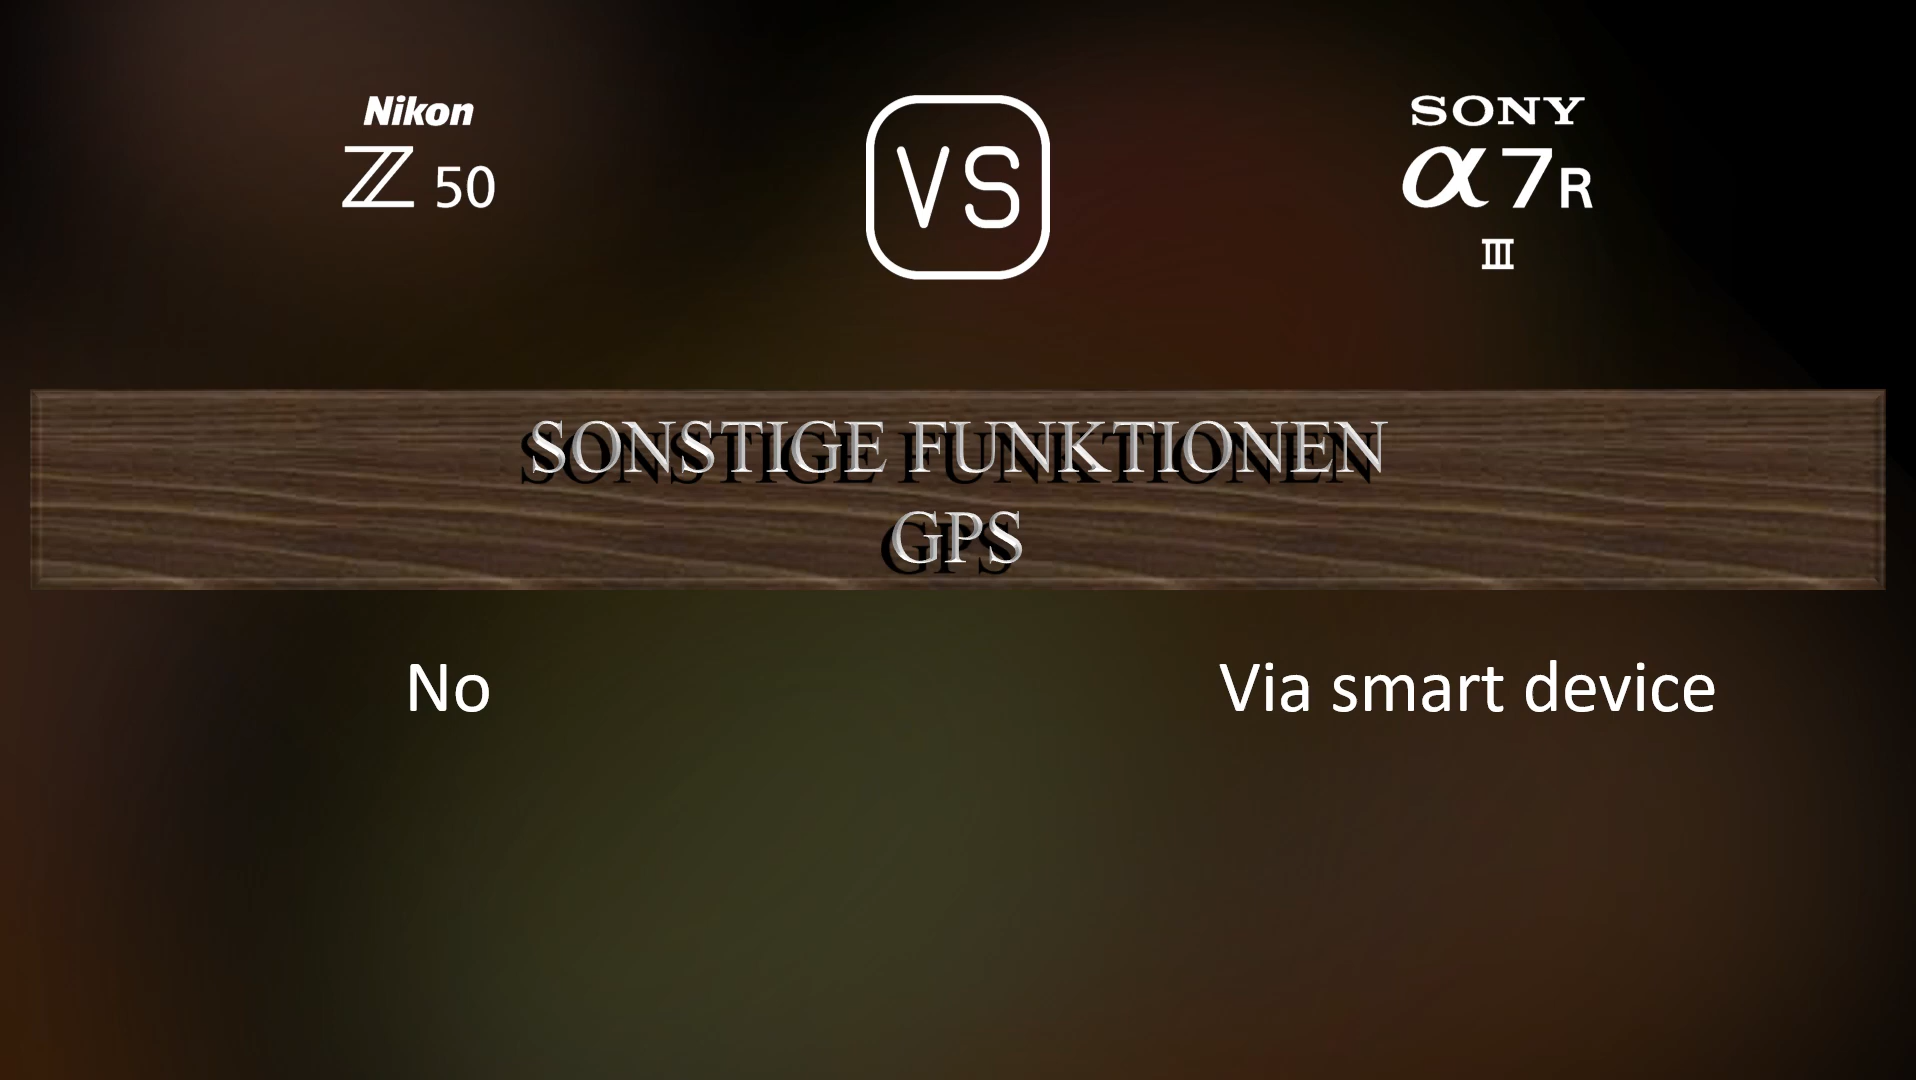 Nikon
Z 50
VS
SONY
α7R
III
SONSTIGE FUNKTIONEN
GPS
No
Via smart device